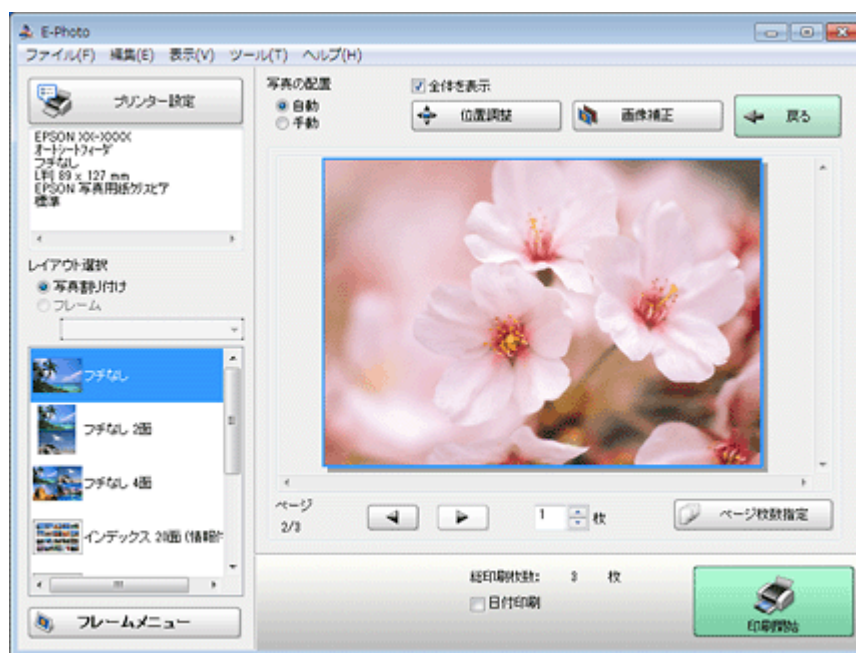 E-Photo
ファイル(F) 編集(E) 表示(V) ツール(T) ヘルプ(H)
プリンター設定
EPSON XX-XXXX
オートシートフィーダ
フチなし
L判 89 x 127 mm
EPSON 写真用紙クリスピア
標準
レイアウト選択
写真割り付け
フレーム
フチなし
フチなし 2面
フチなし 4面
インデックス 20面 (情報付
フレームメニュー
写真の配置
自動
手動
全体を表示
位置調整
画像補正
戻る
ページ
2/3
1 枚
ページ枚数指定
総印刷枚数: 3 枚
日付印刷
印刷開始